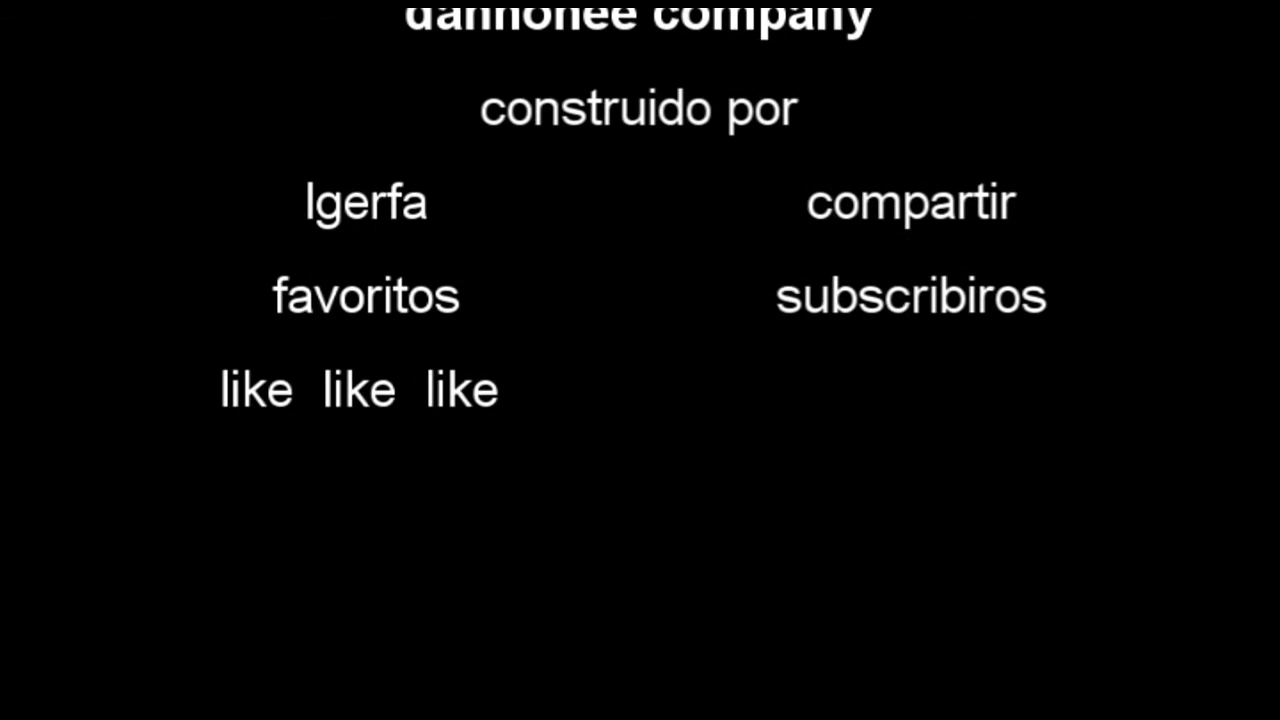 dannonee company
construido por
lgerfa compartir
favoritos subscribiros
like like like